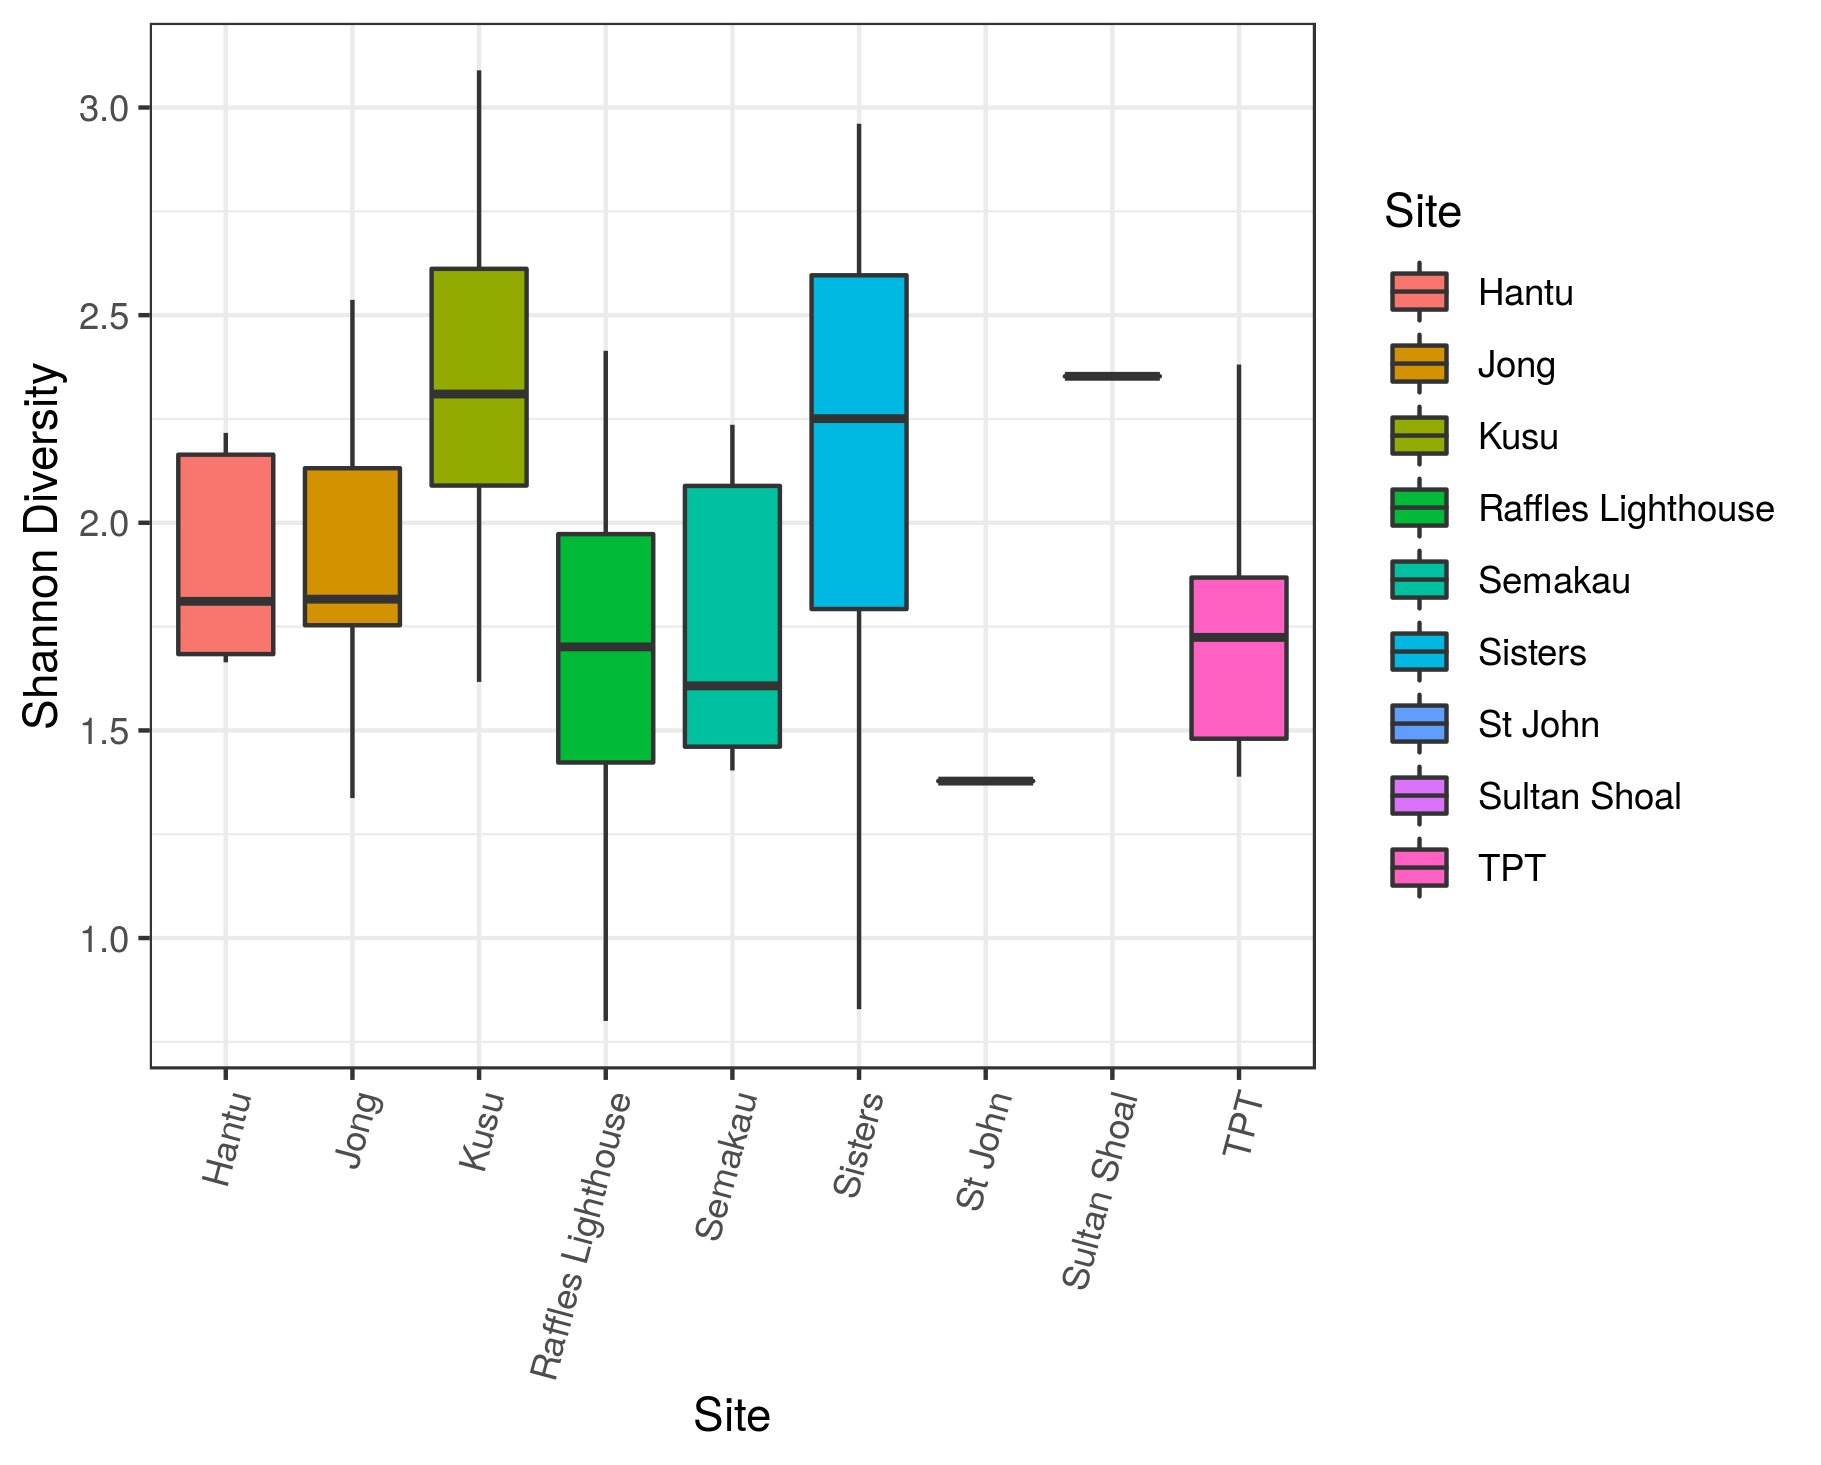 Shannon Diversity
3.0
2.5
2.0
1.5
1.0
Hantu
Jong
Kusu
Raffles Lighthouse
Semakau
Sisters
St John
Sultan Shoal
TPT
Site
Site
Hantu
Jong
Kusu
Raffles Lighthouse
Semakau
Sisters
St John
Sultan Shoal
TPT